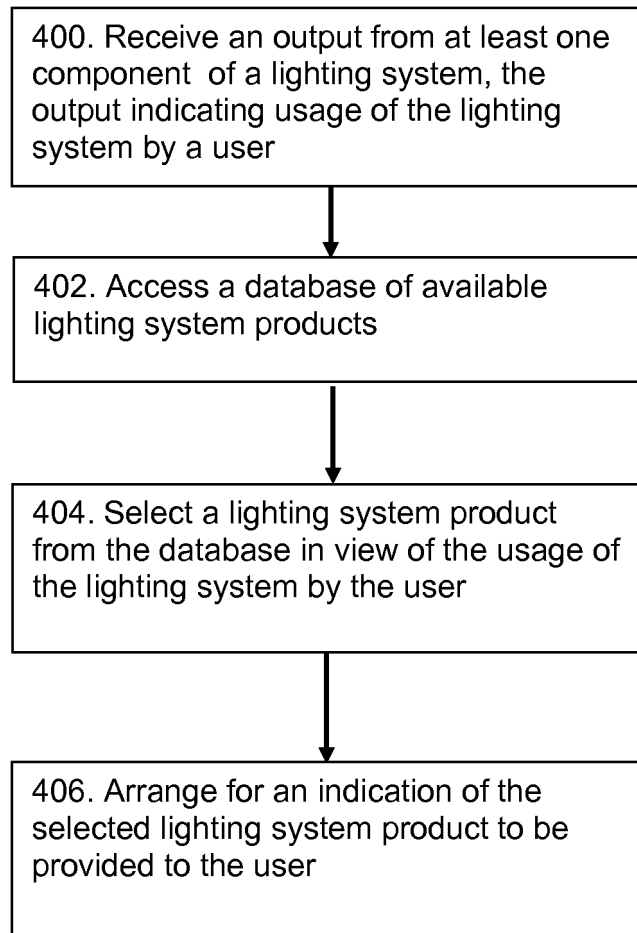 400. Receive an output from at least one
component of a lighting system, the
output indicating usage of the lighting
system by a user
402. Access a database of available
lighting system products
404. Select a lighting system product
from the database in view of the usage of
the lighting system by the user
406. Arrange for an indication of the
selected lighting system product to be
provided to the user